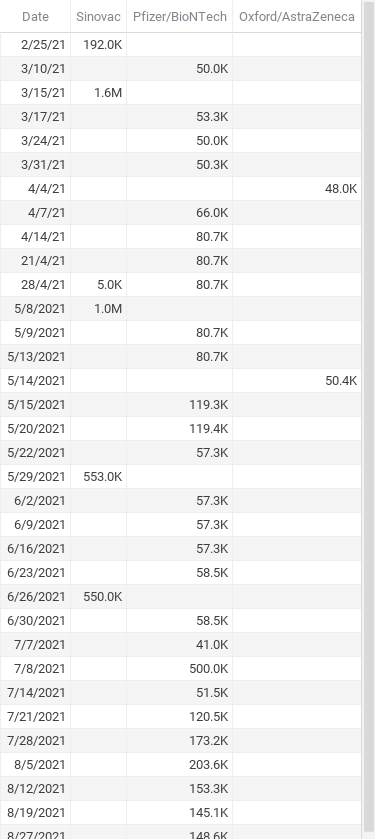 Date Sinovac Pfizer/BioNTech Oxford/AstraZeneca
2/25/21 192.0K
3/10/21 50.0K
3/15/21 1.6M
3/17/21 53.3K
3/24/21 50.0K
3/31/21 50.3K
4/4/21 48.0K
4/7/21 66.0K
4/14/21 80.7K
21/4/21 80.7K
28/4/21 5.0K 80.7K
5/8/2021 1.0M
5/9/2021 80.7K
5/13/2021 80.7K
5/14/2021 50.4K
5/15/2021 119.3K
5/20/2021 119.4K
5/22/2021 57.3K
5/29/2021 553.0K
6/2/2021 57.3K
6/9/2021 57.3K
6/16/2021 57.3K
6/23/2021 58.5K
6/26/2021 550.0K
6/30/2021 58.5K
7/7/2021 41.0K
7/8/2021 500.0K
7/14/2021 51.5K
7/21/2021 120.5K
7/28/2021 173.2K
8/5/2021 203.6K
8/12/2021 153.3K
8/19/2021 145.1K
8/27/2021 148.6K